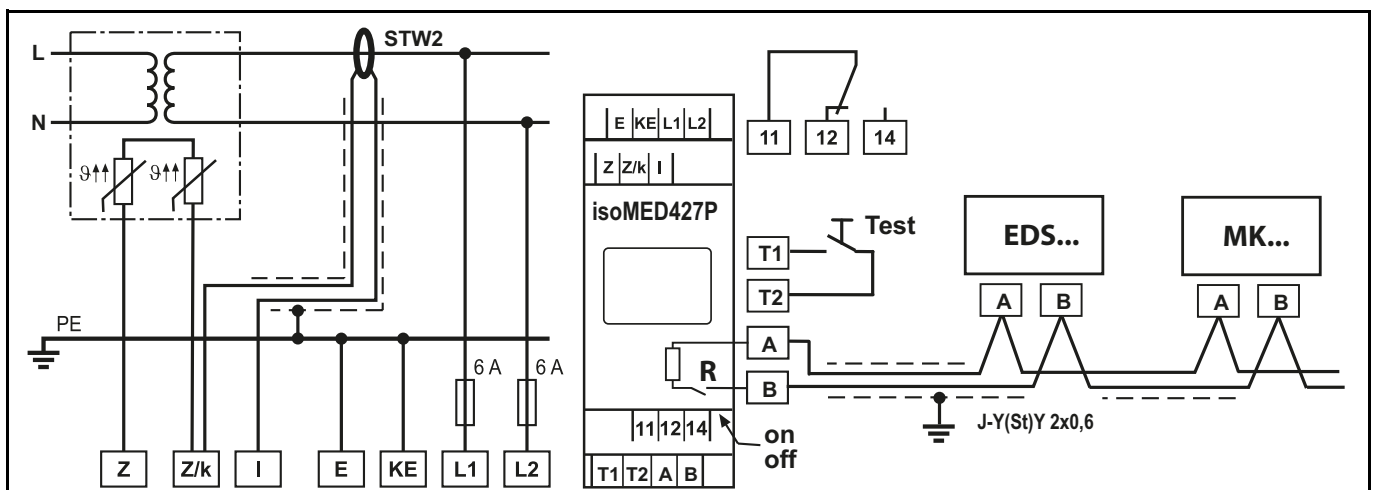 L
N
STW2
ϑ↑↑ ϑ↑↑
PE
6 A 6 A
Z Z/k I E KE L1 L2
E KE L1 L2
Z Z/k I
isoMED427P
R
11 12 14
on
off
T1 T2 A B
11 12 14
T1
T2
Test
A
B
EDS...
A B
MK...
A B
J-Y(St)Y 2x0,6